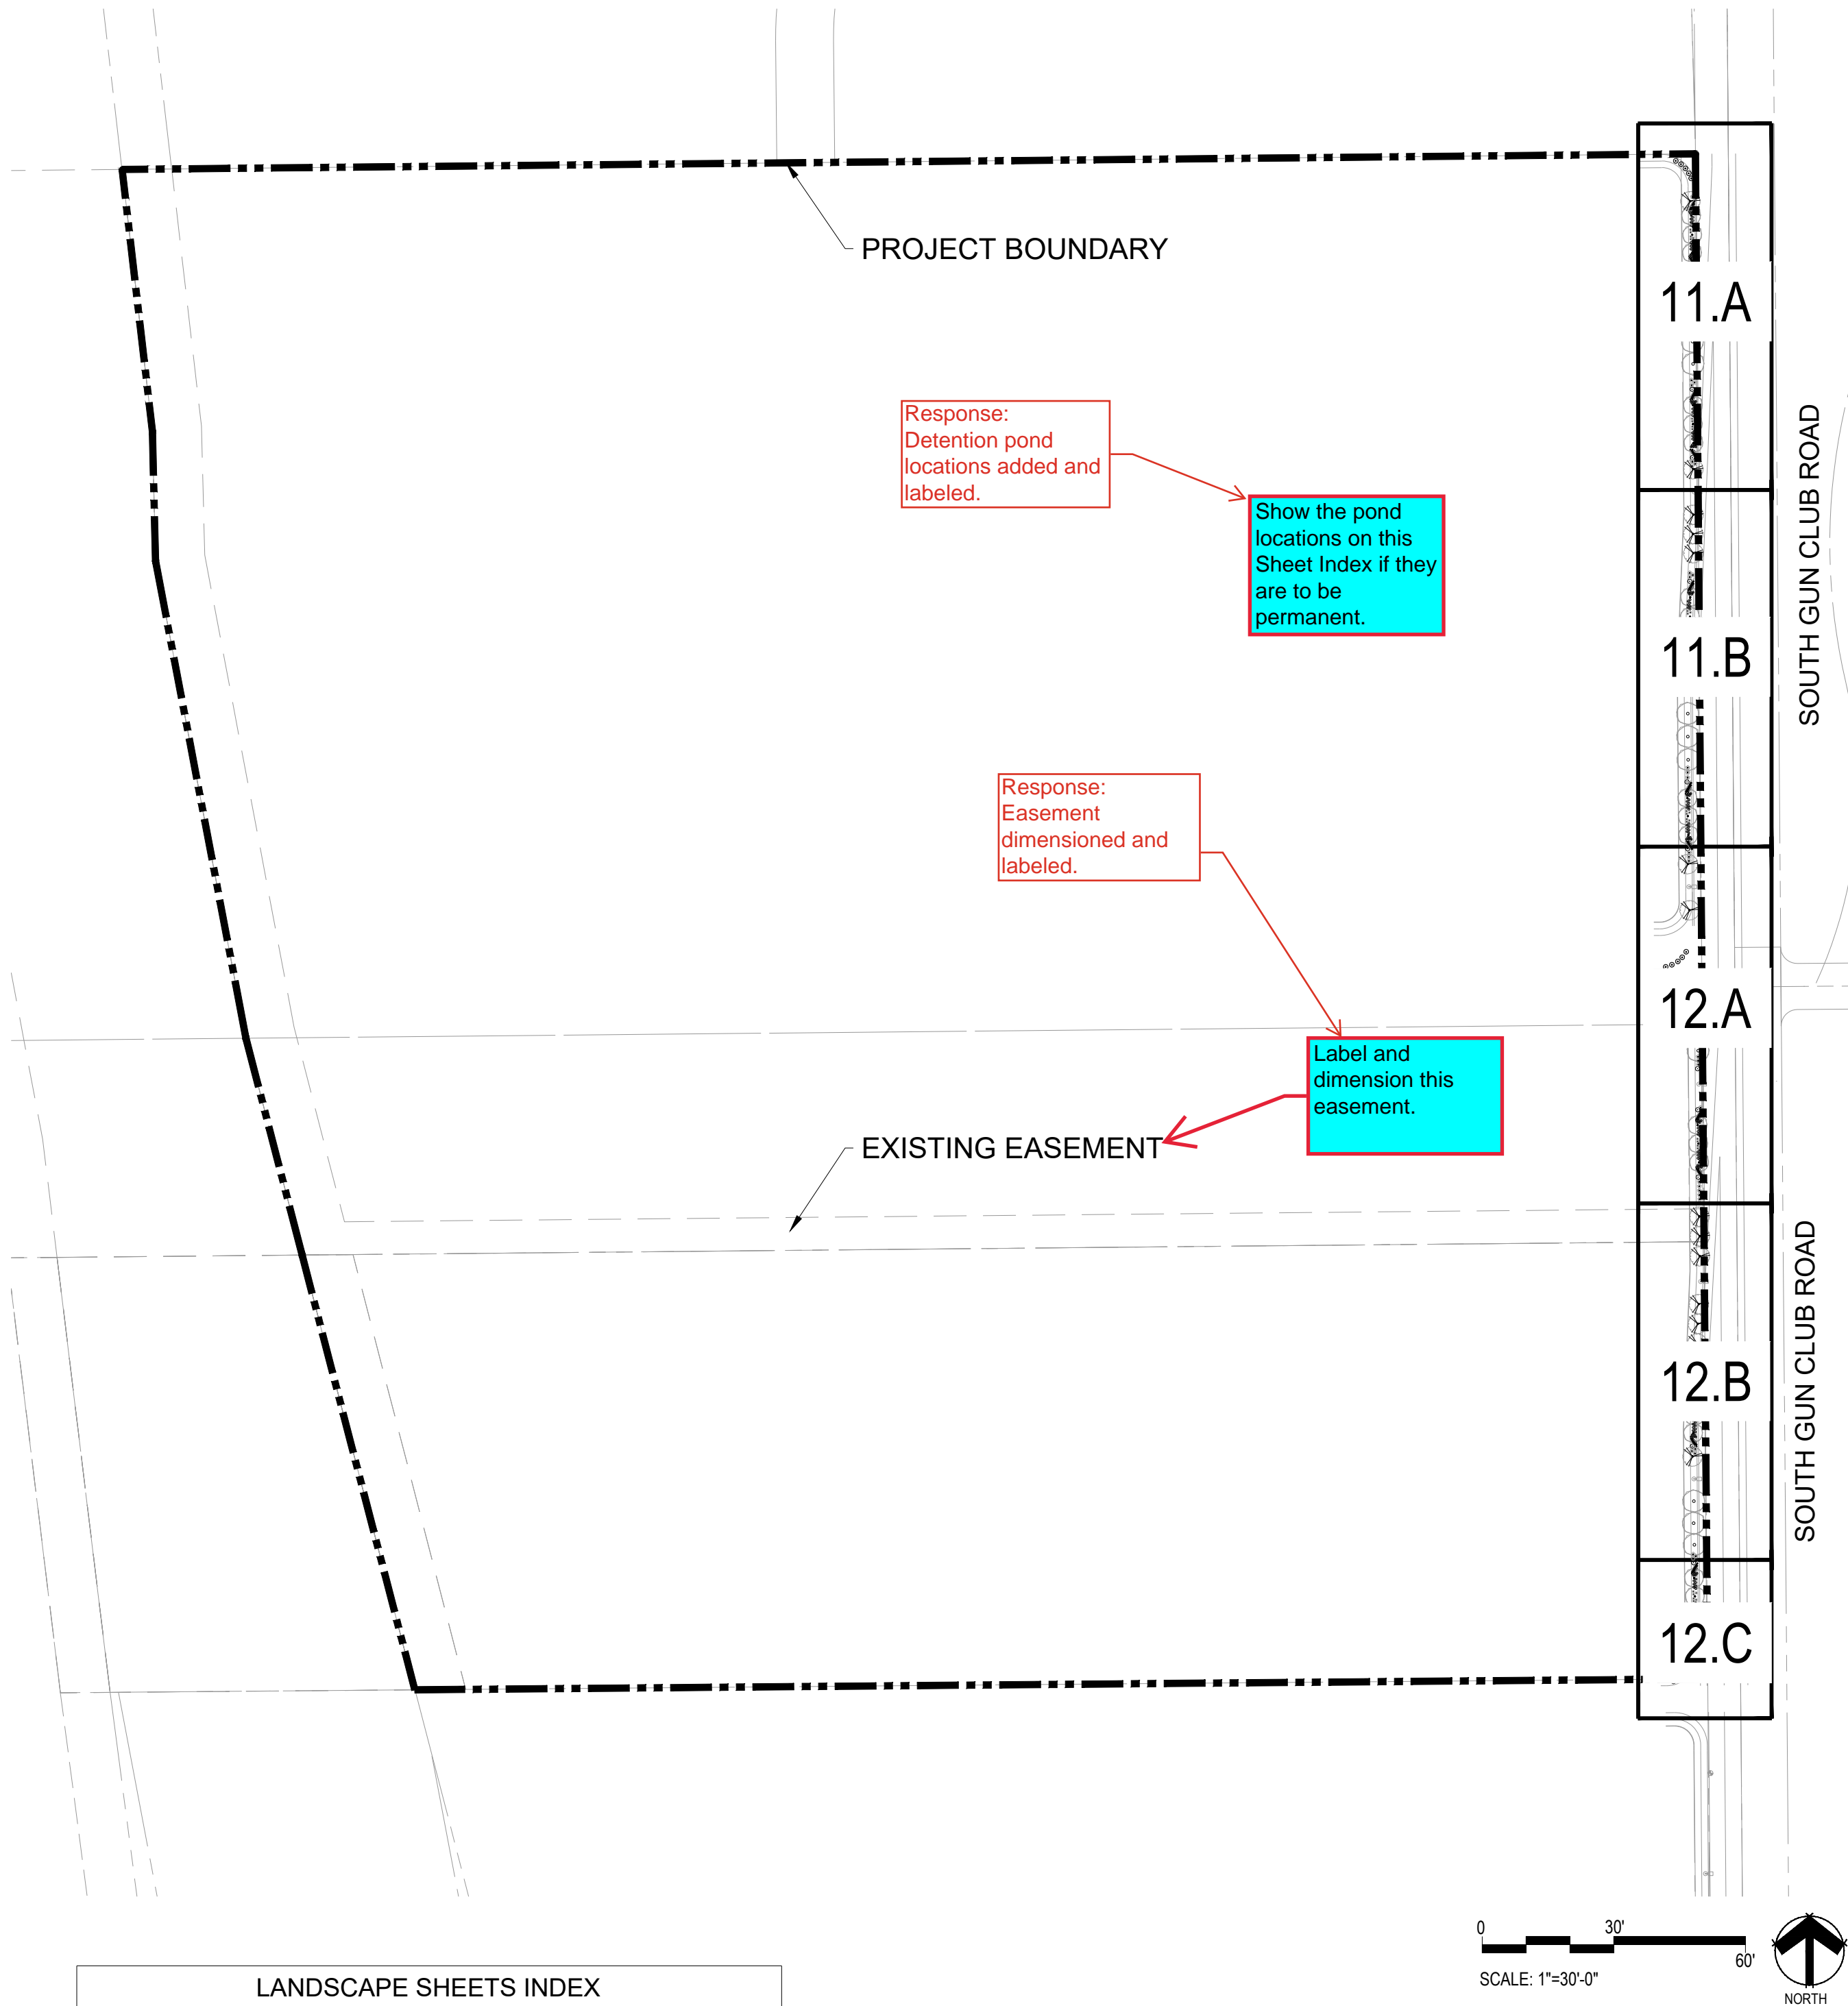 PROJECT BOUNDARY
11.A
Response:
Detention pond
locations added and
labeled.
SOUTH GUN CLUB ROAD
Show the pond
locations on this
Sheet Index if they
are to be
permanent.
11.B
Response:
Easement
dimensioned and
labeled.
12.A
Label and
dimension this
easement.
EXISTING EASEMENT
SOUTH GUN CLUB ROAD
12.B
12.C
0
30'
60'
SCALE: 1"=30'-0"
NORTH
LANDSCAPE SHEETS INDEX